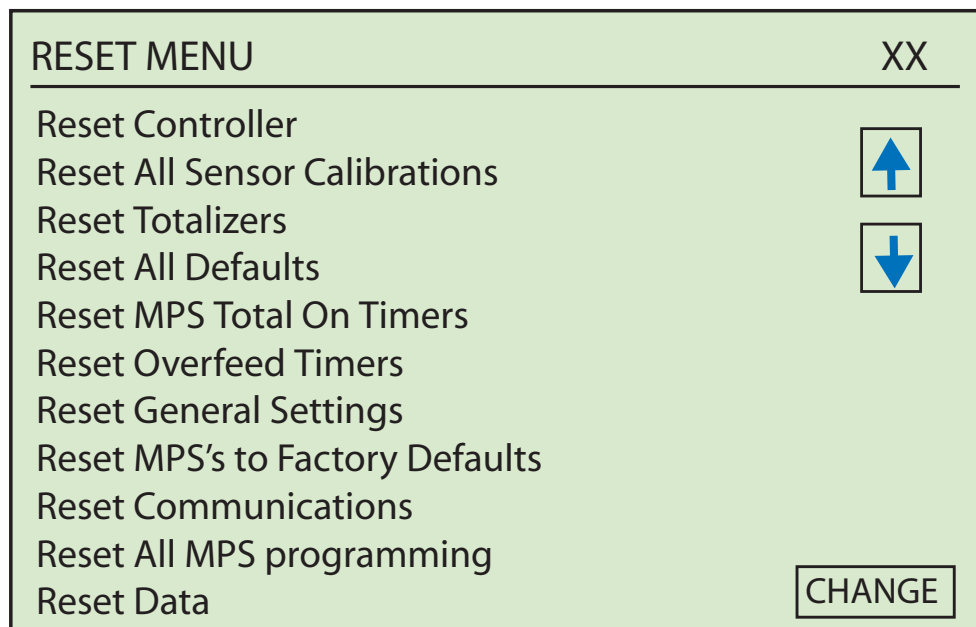 RESET MENU XX
Reset Controller
Reset All Sensor Calibrations
Reset Totalizers
Reset All Defaults
Reset MPS Total On Timers
Reset Overfeed Timers
Reset General Settings
Reset MPS’s to Factory Defaults
Reset Communications
Reset All MPS programming
Reset Data
CHANGE